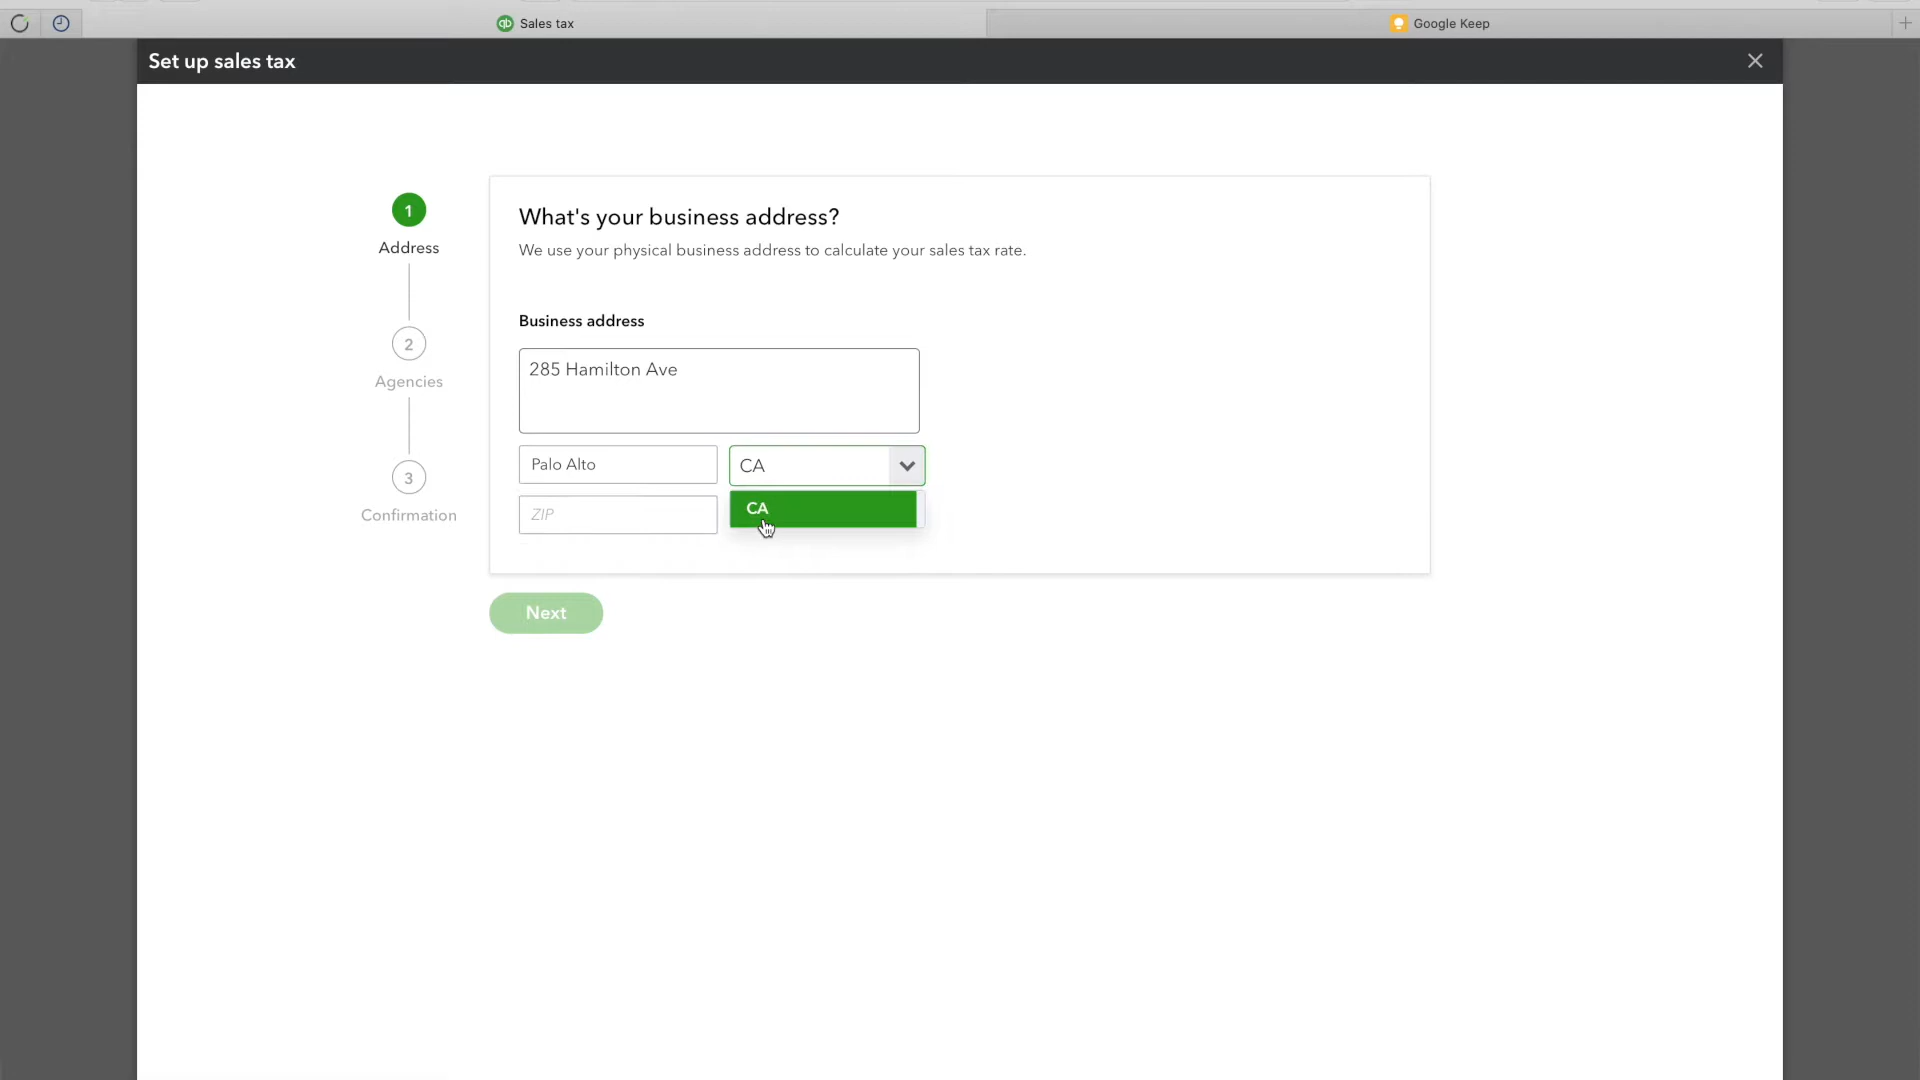 qb Sales tax
Google Keep
Set up sales tax
1
Address
2
Agencies
3
Confirmation
What's your business address?
We use your physical business address to calculate your sales tax rate.
Business address
285 Hamilton Ave
Palo Alto
CA
ZIP
CA
Next